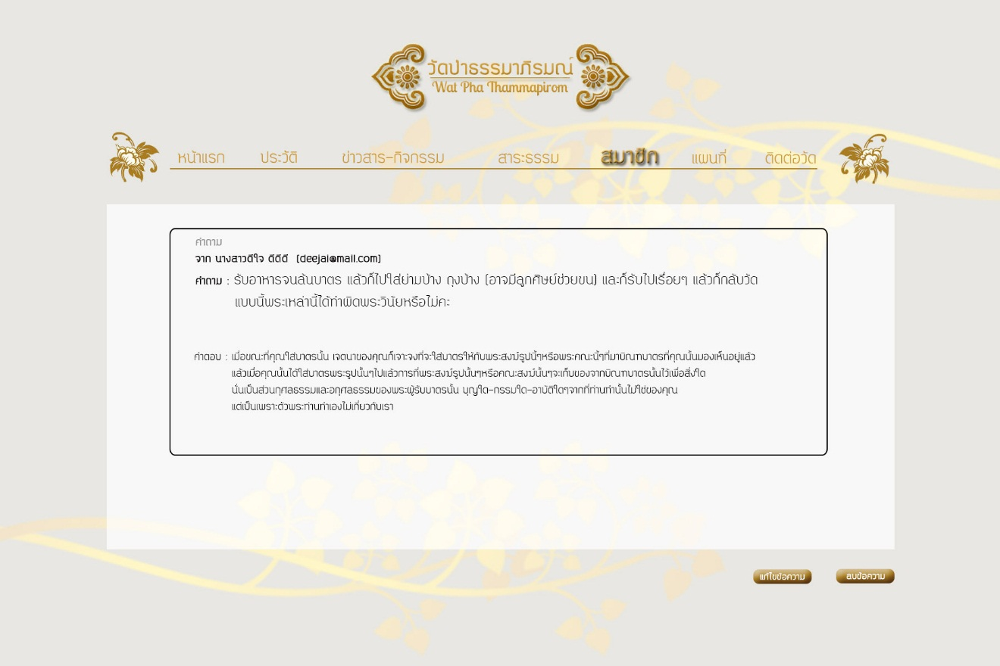 วัดป่าธรรมาภิรมณ์
Wat Pha Thammapirom
หน้าแรก ประวัติ ข่าวสาร-กิจกรรม สาระธรรม สมาชิก แผนที่ ติดต่อวัด
คำถาม
จาก นางสาวดีใจ ดีดีดี (deejai@mail.com)
คำถาม : รับอาหารจนล้นบาตร แล้วก็ไปใส่ย่ามบ้าง ถุงบ้าง (อาจมีลูกศิษย์ช่วยขน) และก็รับไปเรื่อยๆ แล้วก็กลับวัด
แบบนี้พระเหล่านี้ได้ทำผิดพระวินัยหรือไม่คะ
คำตอบ : เมื่อขณะที่คุณใส่บาตรนั้น เจตนาของคุณก็เจาะจงที่จะใส่บาตรให้กับพระสงฆ์รูปนี้ๆหรือพระคณะนี้ๆที่มาบิณฑบาตรที่คุณนั้นมองเห็นอยู่แล้ว
แล้วเมื่อคุณนั้นได้ใส่บาตรพระรูปนั้นๆไปแล้วการที่พระสงฆ์รูปนั้นๆหรือคณะสงฆ์นั้นๆจะเก็บของจากบิณฑบาตรนั้นไว้เพื่อสิ่งใด
นั่นเป็นส่วนกุศลธรรมและอกุศลธรรมของพระผู้รับบาตรนั้น บุญใด-กรรมใด-อาบัติใดๆจากที่ท่านทำนั้นไม่ใช่ของคุณ
แต่เป็นเพราะตัวพระท่านทำเองไม่เกี่ยวกับเรา
แก้ไขข้อความ ลบข้อความ